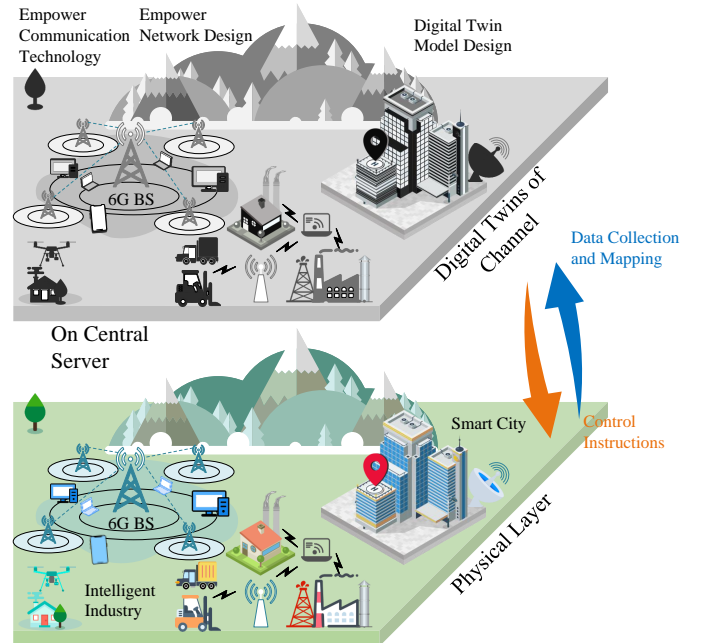 Empower
Communication
Technology
Empower
Network Design
Digital Twin
Model Design
6G BS
H
Digital Twins of
Channel
Data Collection
and Mapping
On Central
Server
Smart City
Control
Instructions
6G BS
H
Physical Layer
Intelligent
Industry